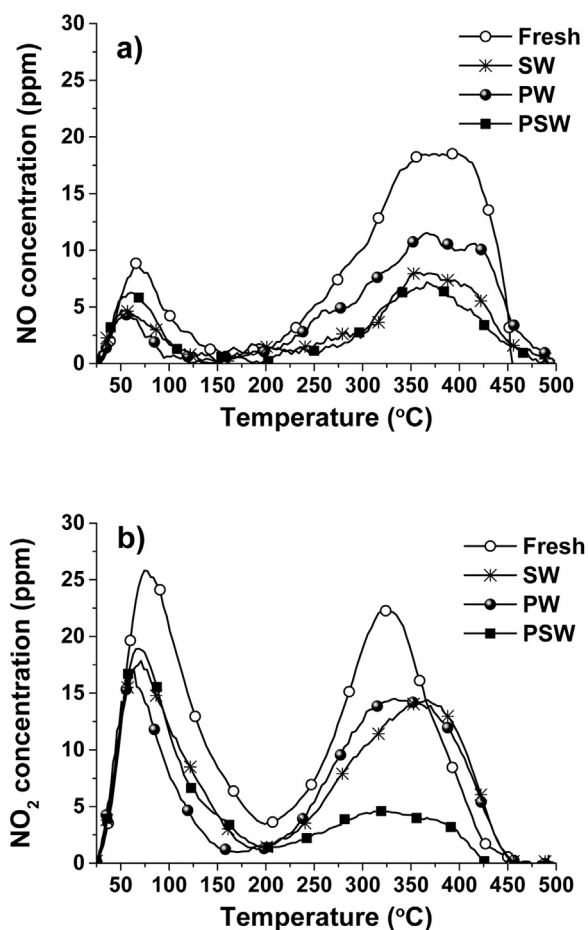 a)
Fresh
SW
PW
PSW
NO concentration (ppm)
30
25
20
15
10
5
0
50 100 150 200 250 300 350 400 450 500
Temperature (°C)
b)
Fresh
SW
PW
PSW
NO₂ concentration (ppm)
30
25
20
15
10
5
0
50 100 150 200 250 300 350 400 450 500
Temperature (°C)